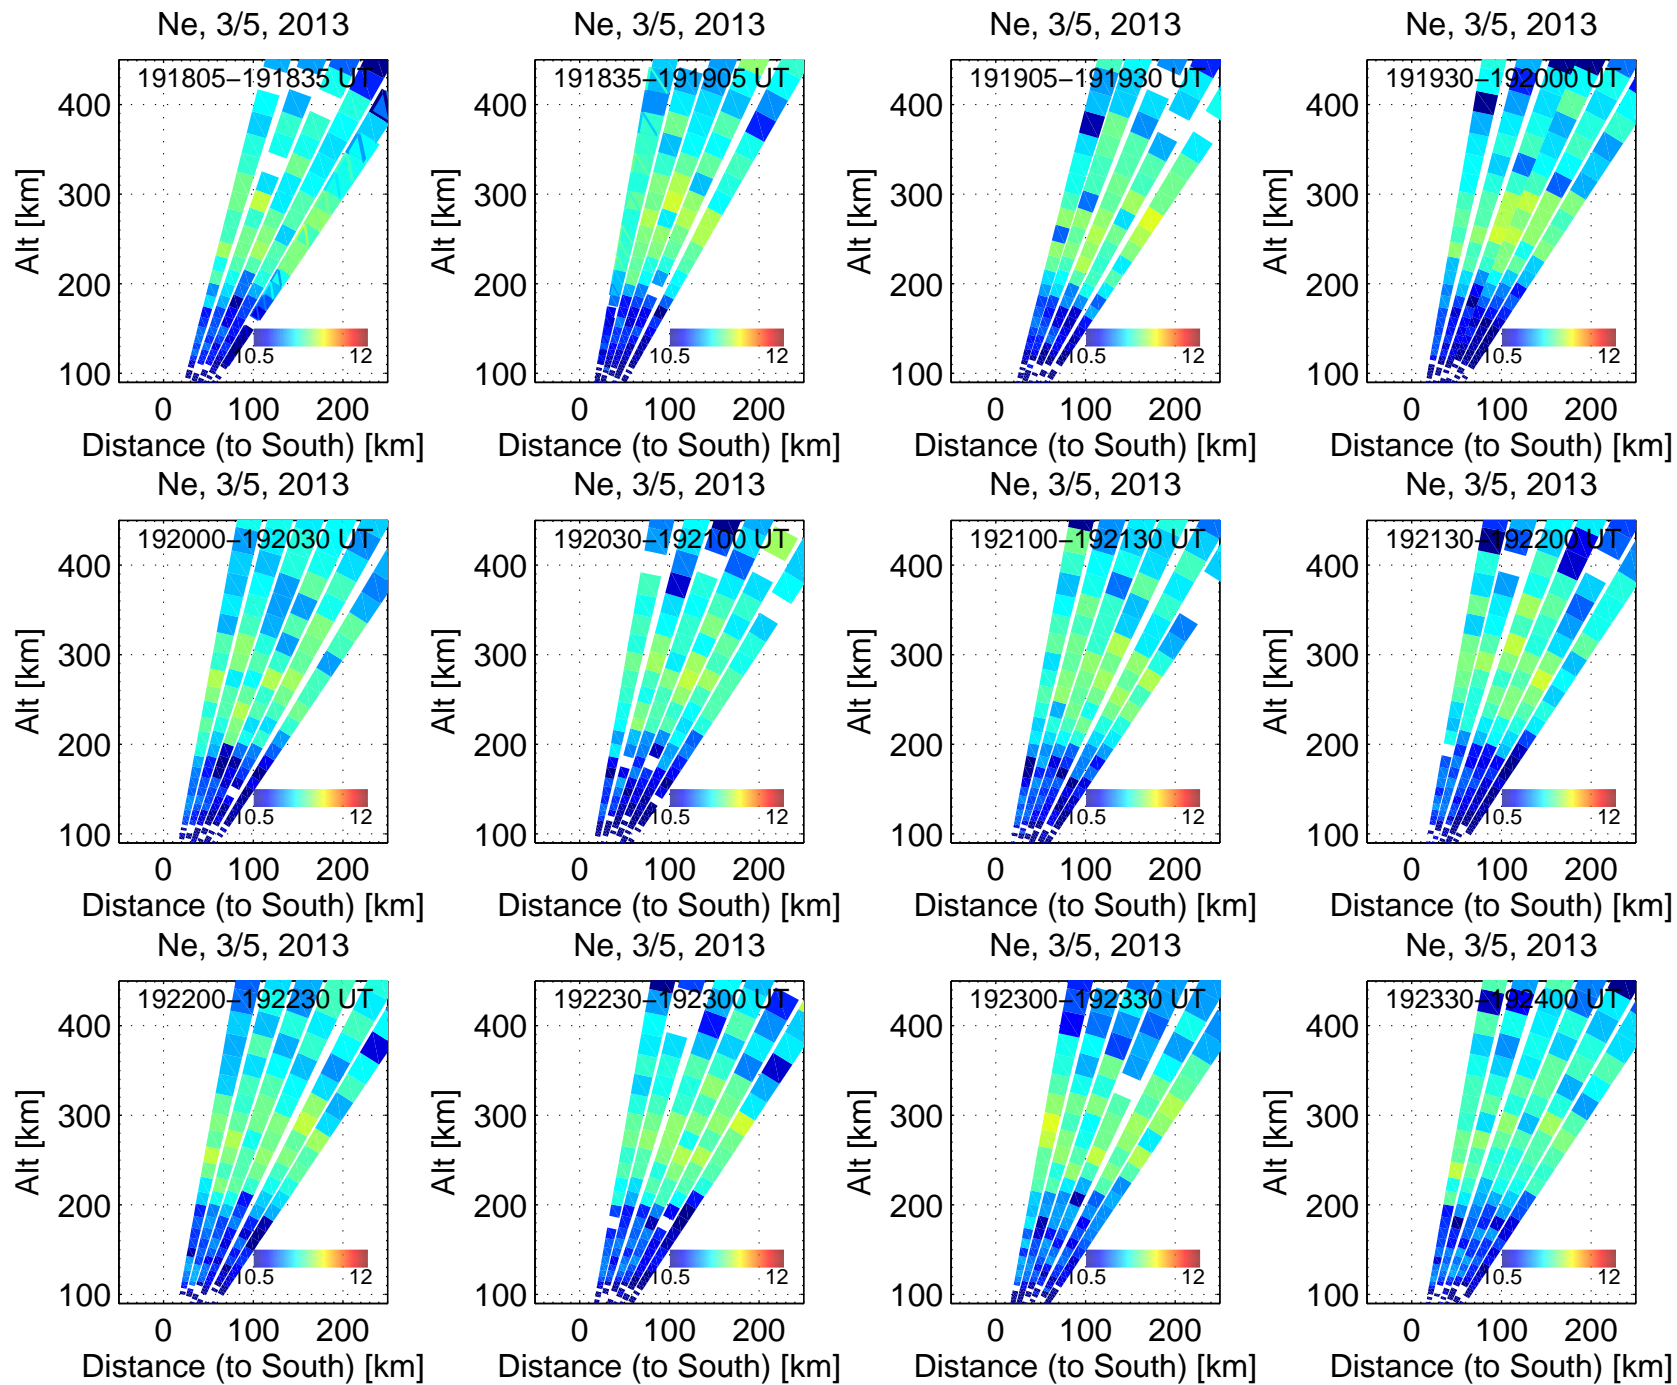 Ne, 3/5, 2013 Ne, 3/5, 2013 Ne, 3/5, 2013 Ne, 3/5, 2013
191805–191835 UT 191835–191905 UT 191905–191930 UT 191930–192000 UT
400 400 400 400
Alt [km] Alt [km] Alt [km] Alt [km]
300 300 300 300
200 200 200 200
10.5 12 10.5 12 10.5 12 10.5 12
100 100 100 100
0 100 200 0 100 200 0 100 200 0 100 200
Distance (to South) [km] Distance (to South) [km] Distance (to South) [km] Distance (to South) [km]
Ne, 3/5, 2013 Ne, 3/5, 2013 Ne, 3/5, 2013 Ne, 3/5, 2013
192000–192030 UT 192030–192100 UT 192100–192130 UT 192130–192200 UT
400 400 400 400
Alt [km] Alt [km] Alt [km] Alt [km]
300 300 300 300
200 200 200 200
10.5 12 10.5 12 10.5 12 10.5 12
100 100 100 100
0 100 200 0 100 200 0 100 200 0 100 200
Distance (to South) [km] Distance (to South) [km] Distance (to South) [km] Distance (to South) [km]
Ne, 3/5, 2013 Ne, 3/5, 2013 Ne, 3/5, 2013 Ne, 3/5, 2013
192200–192230 UT 192230–192300 UT 192300–192330 UT 192330–192400 UT
400 400 400 400
Alt [km] Alt [km] Alt [km] Alt [km]
300 300 300 300
200 200 200 200
10.5 12 10.5 12 10.5 12 10.5 12
100 100 100 100
0 100 200 0 100 200 0 100 200 0 100 200
Distance (to South) [km] Distance (to South) [km] Distance (to South) [km] Distance (to South) [km]